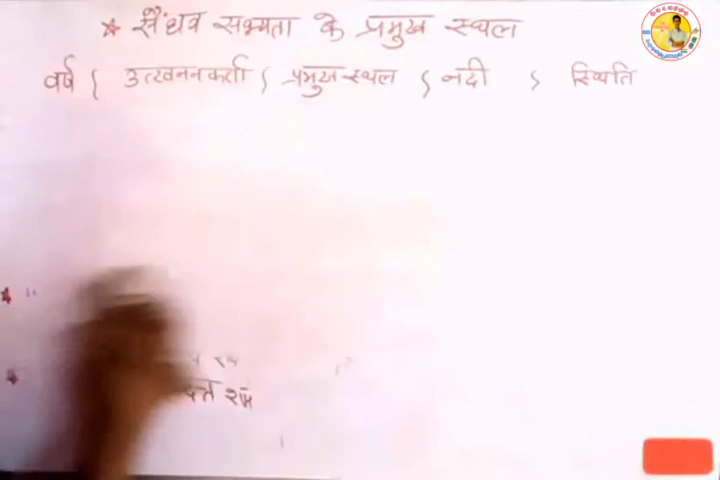 * सैंधव सभ्यता के प्रमुख स्थल
वर्ष { उत्खननकर्ता { प्रमुख स्थल { नदी } स्थिति